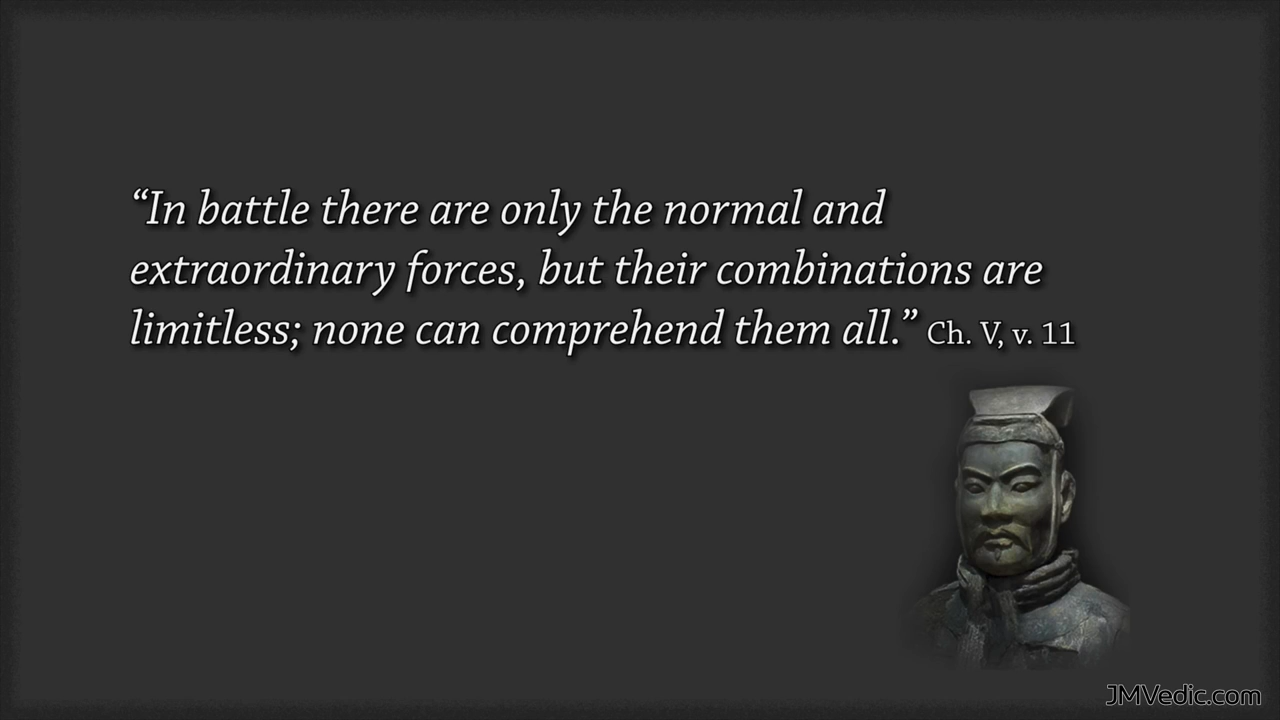 “In battle there are only the normal and
extraordinary forces, but their combinations are
limitless; none can comprehend them all.” Ch. V, v. 11
JMVedic.com